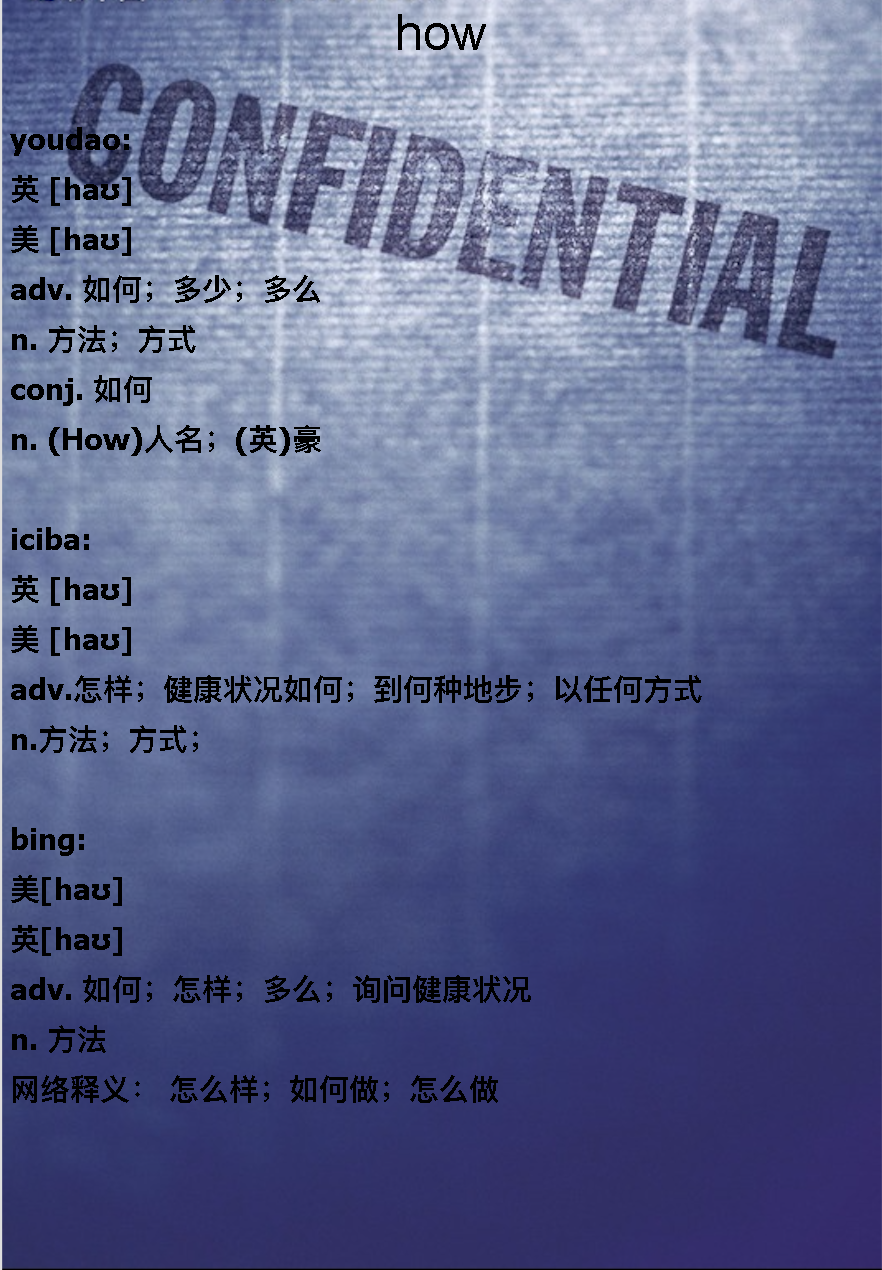 how
CONFIDENTIAL
youdao:
英 [haʊ]
美 [haʊ]
adv. 如何；多少；多么
n. 方法；方式
conj. 如何
n. (How)人名；(英)豪
iciba:
英 [haʊ]
美 [haʊ]
adv.怎样；健康状况如何；到何种地步；以任何方式
n.方法；方式；
bing:
美[haʊ]
英[haʊ]
adv. 如何；怎样；多么；询问健康状况
n. 方法
网络释义： 怎么样；如何做；怎么做